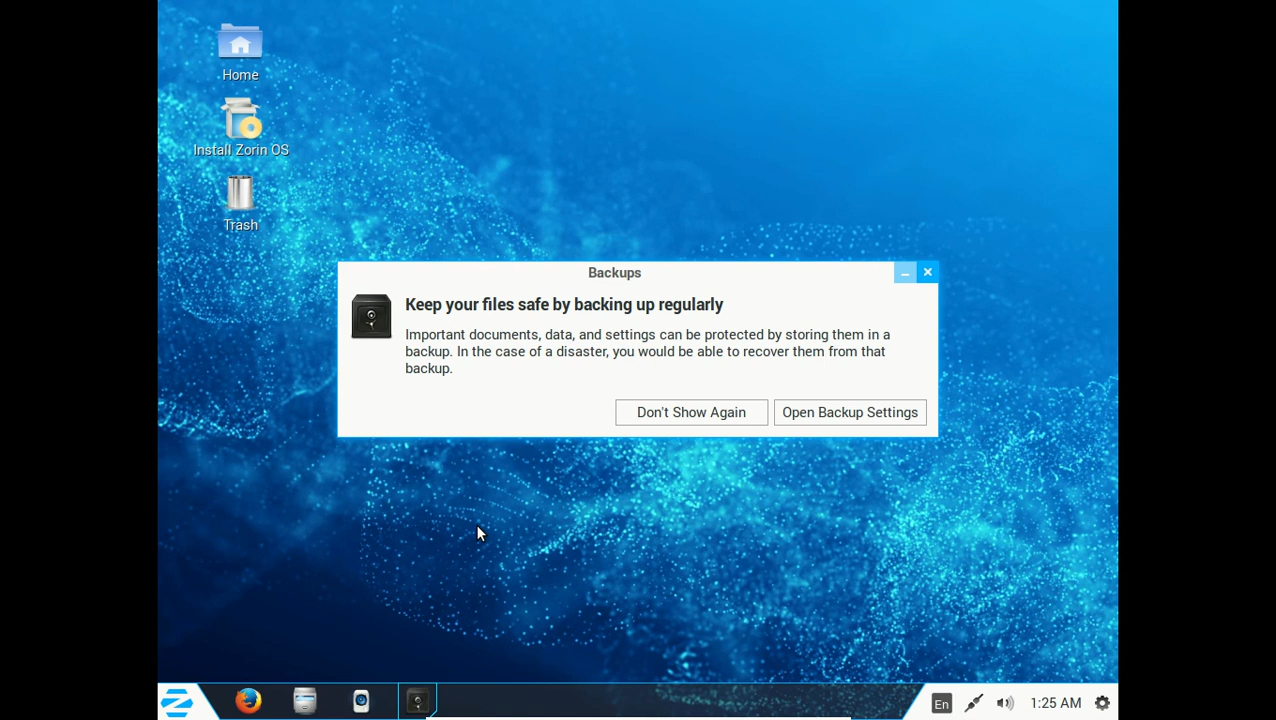 Home
Install Zorin OS
Trash
Backups
Keep your files safe by backing up regularly
Important documents, data, and settings can be protected by storing them in a
backup. In the case of a disaster, you would be able to recover them from that
backup.
Don't Show Again
Open Backup Settings
En
1:25 AM